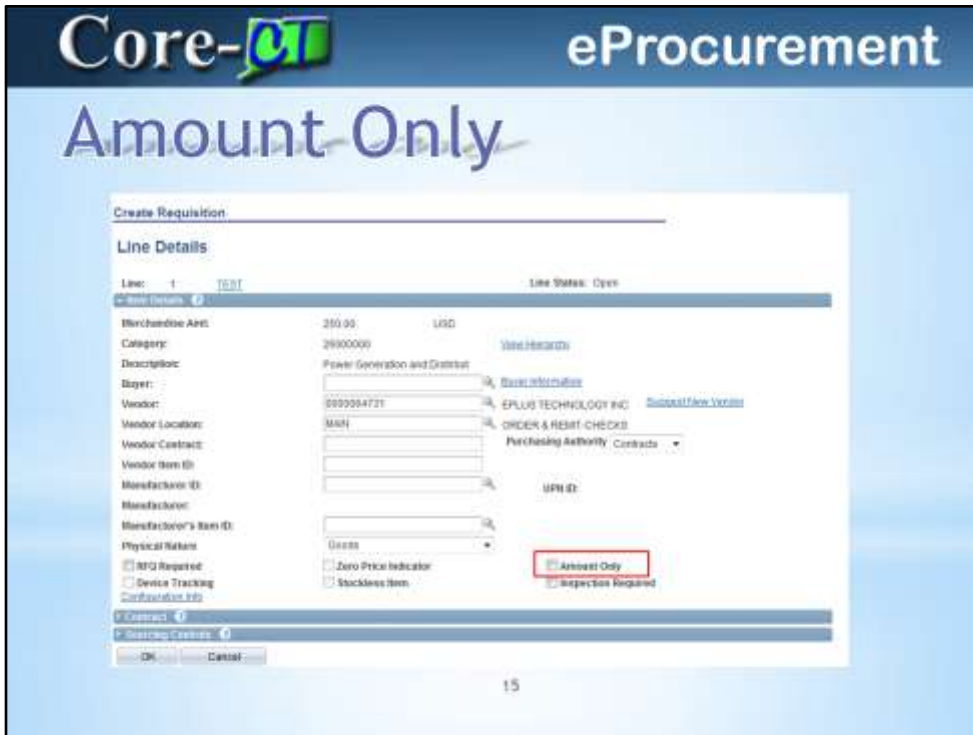 Core-CT eProcurement
Amount Only
Create Requisition
Line Details
Line: 1 TEST Line Status: Open
Item Details
Merchandise Amt: 250.00 USD
Category: 26000000 View Hierarchy
Description: Power Generation and Distribut
Buyer: Buyer Information
Vendor: 0000004731 EPLUS TECHNOLOGY INC Suggest New Vendor
Vendor Location: MAIN ORDER & REMIT-CHECKS
Vendor Contract: Purchasing Authority Contracts
Vendor Item ID:
Manufacturer ID: UPN ID:
Manufacturer:
Manufacturer's Item ID:
Physical Nature Goods
RFQ Required Zero Price Indicator Amount Only
Device Tracking Stockless Item Inspection Required
Configuration Info
Contract
Sourcing Controls
OK Cancel
15